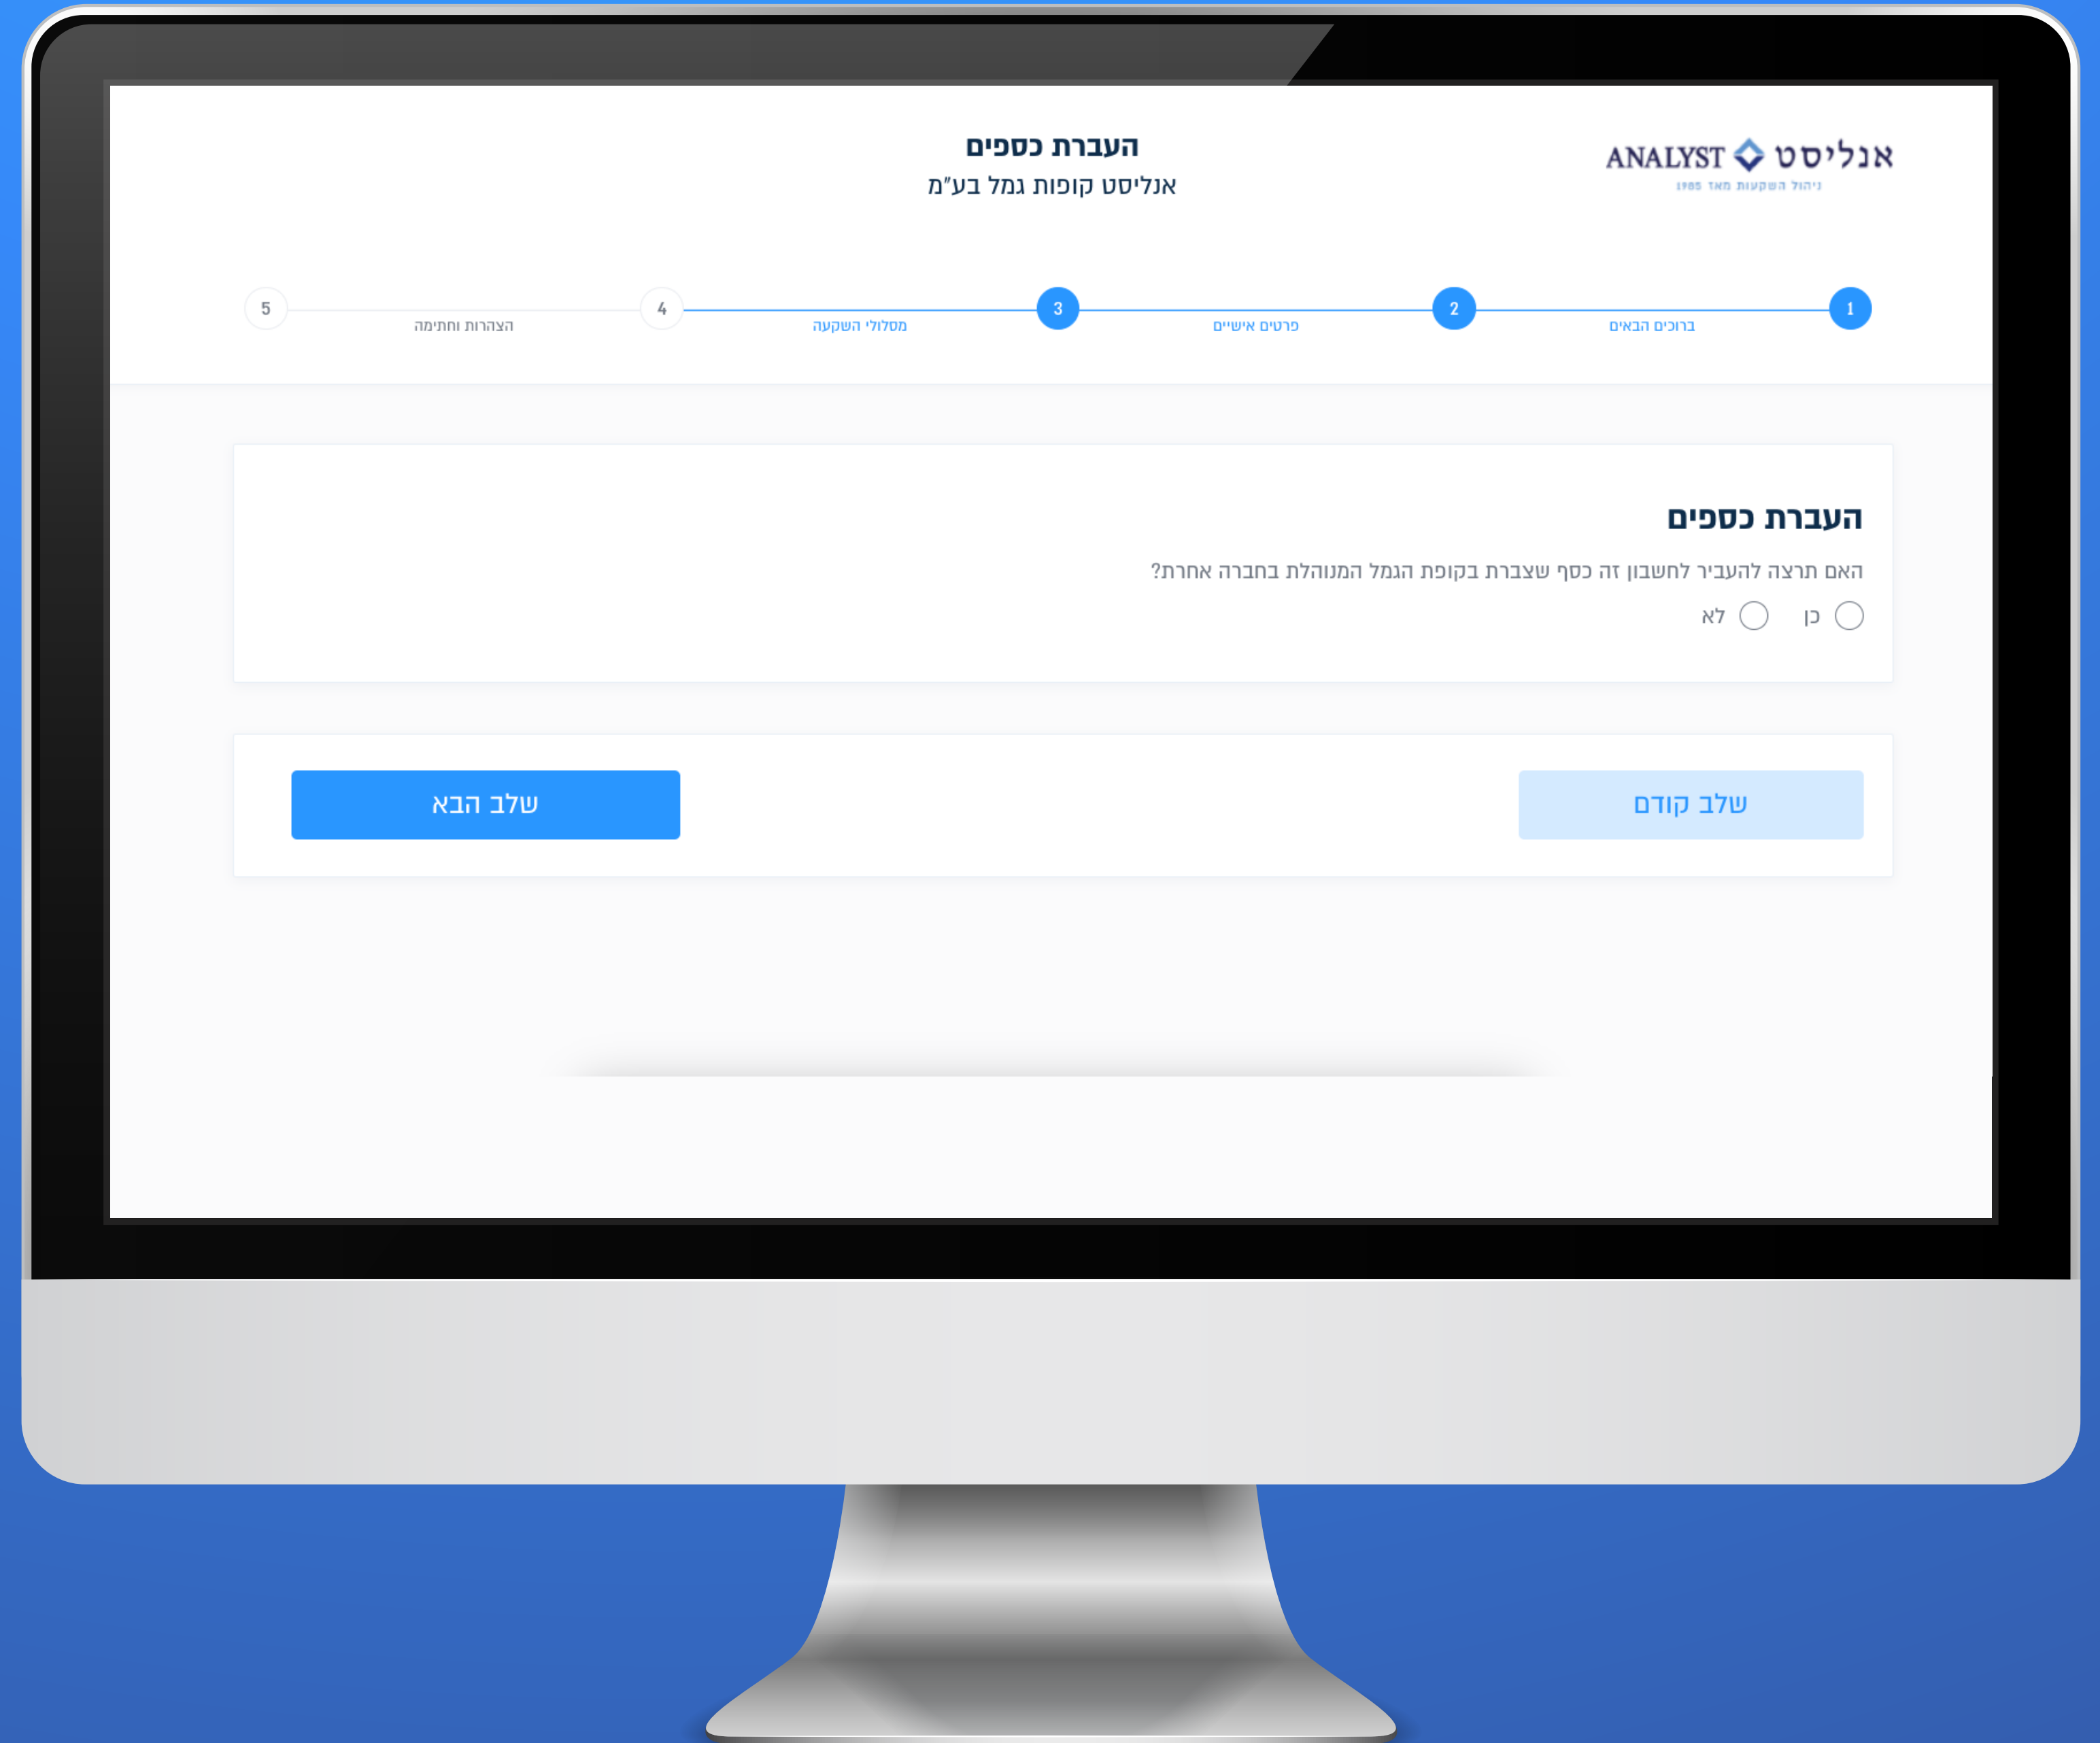 אנליסט ANALYST
ניהול השקעות מאז 1985
העברת כספים
אנליסט קופות גמל בע"מ
1
ברוכים הבאים
2
פרטים אישיים
3
מסלולי השקעה
4
הצהרות וחתימה
5
העברת כספים
האם תרצה להעביר לחשבון זה כסף שצברת בקופת הגמל המנוהלת בחברה אחרת?
כן לא
שלב קודם
שלב הבא